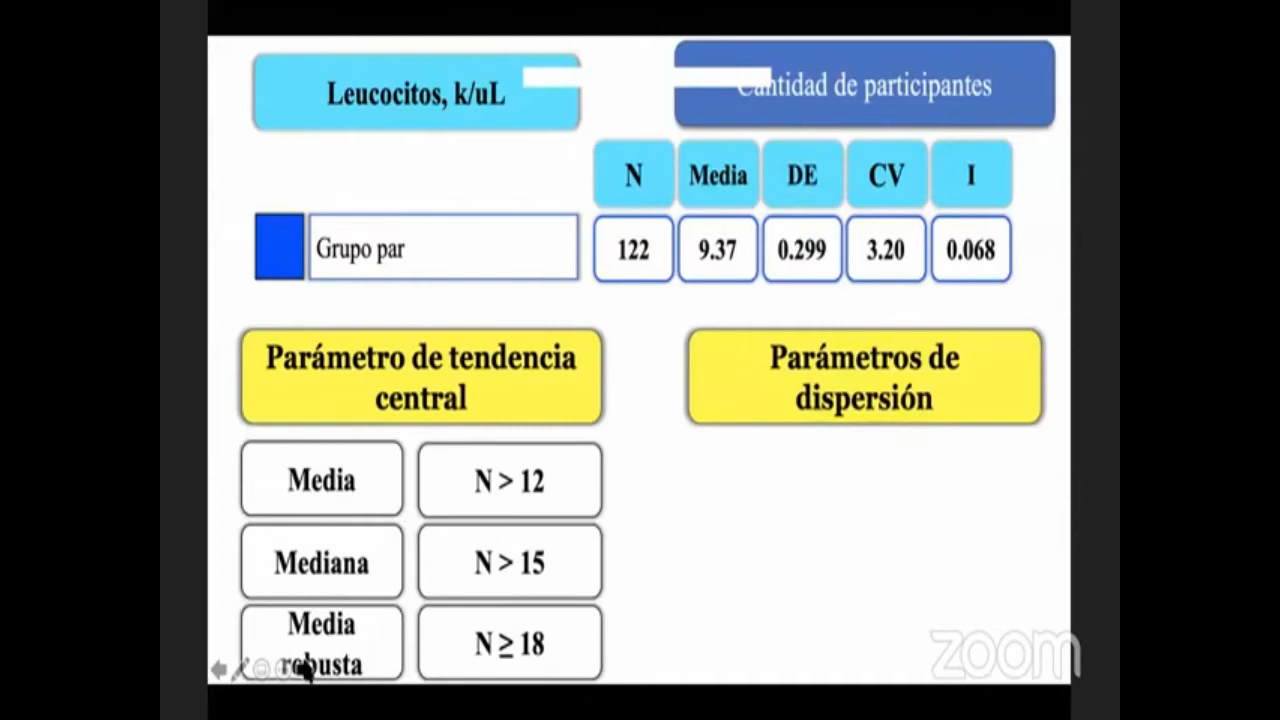 Leucocitos, k/uL
Cantidad de participantes
N Media DE CV I
Grupo par 122 9.37 0.299 3.20 0.068
Parámetro de tendencia
central
Parámetros de
dispersión
Media N > 12
Mediana N > 15
Media
robusta
N ≥ 18
zoom